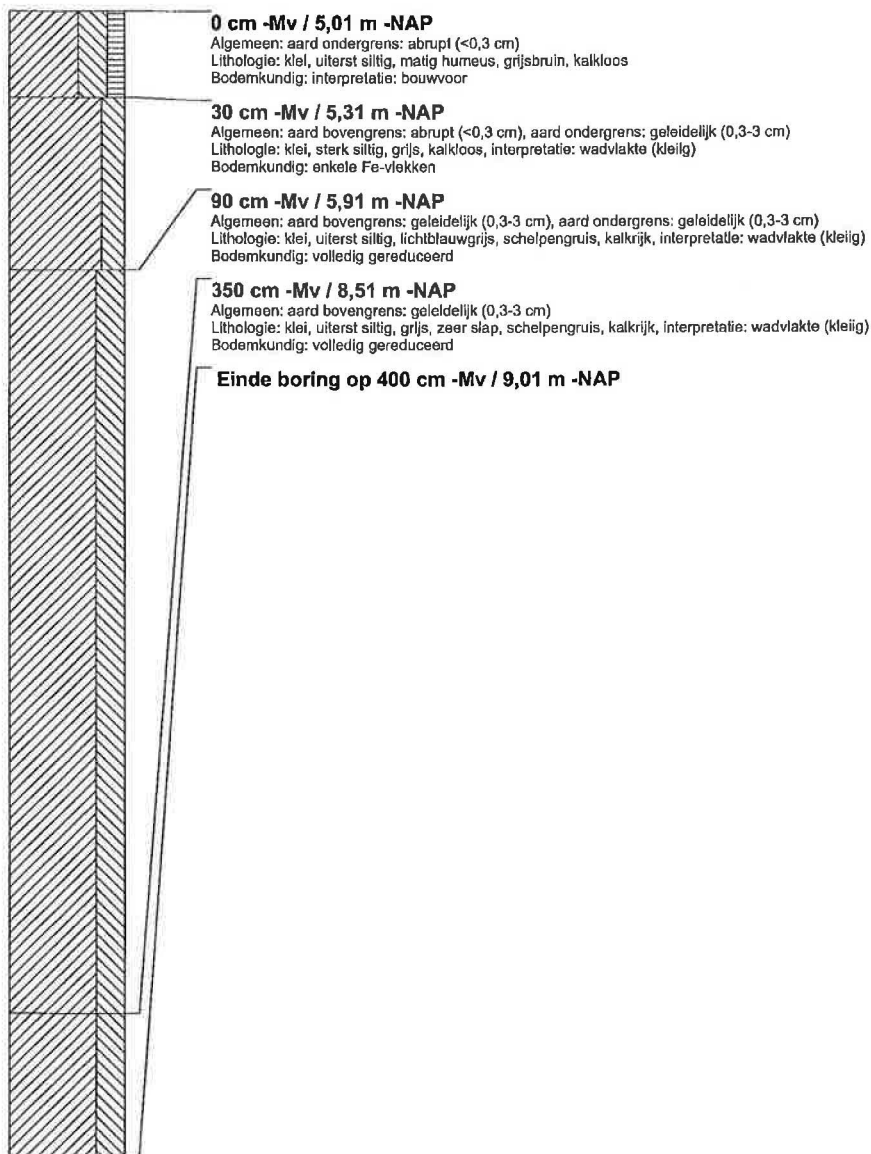 0 cm -Mv / 5,01 m -NAP
Algemeen: aard ondergrens: abrupt (<0,3 cm)
Lithologie: klei, uiterst siltig, matig humeus, grijsbruin, kalkloos
Bodemkundig: interpretatie: bouwvoor
30 cm -Mv / 5,31 m -NAP
Algemeen: aard bovengrens: abrupt (<0,3 cm), aard ondergrens: geleidelijk (0,3-3 cm)
Lithologie: klei, sterk siltig, grijs, kalkloos, interpretatie: wadvlakte (kleiig)
Bodemkundig: enkele Fe-vlekken
90 cm -Mv / 5,91 m -NAP
Algemeen: aard bovengrens: geleidelijk (0,3-3 cm), aard ondergrens: geleidelijk (0,3-3 cm)
Lithologie: klei, uiterst siltig, lichtblauwgrijs, schelpengruis, kalkrijk, interpretatie: wadvlakte (kleiig)
Bodemkundig: volledig gereduceerd
350 cm -Mv / 8,51 m -NAP
Algemeen: aard bovengrens: geleidelijk (0,3-3 cm)
Lithologie: klei, uiterst siltig, grijs, zeer slap, schelpengruis, kalkrijk, interpretatie: wadvlakte (kleiig)
Bodemkundig: volledig gereduceerd
Einde boring op 400 cm -Mv / 9,01 m -NAP